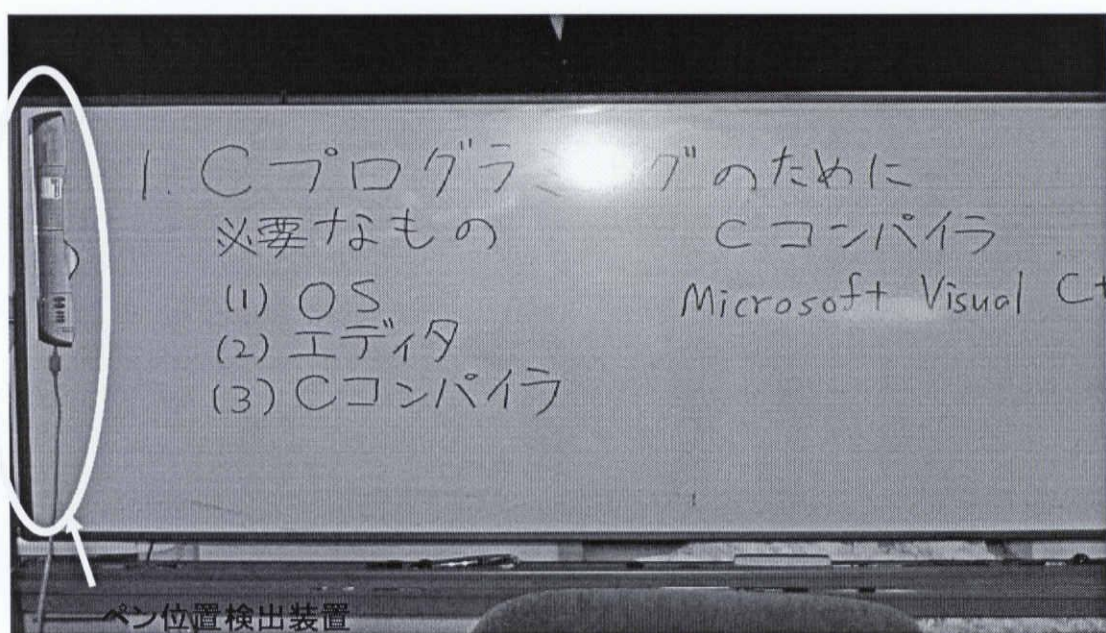 1. Cプログラ グのために
必要なもの
(1) OS
(2) エディタ
(3) Cコンパイラ
Cコンパイラ
Microsoft Visual C+
ペン位置検出装置